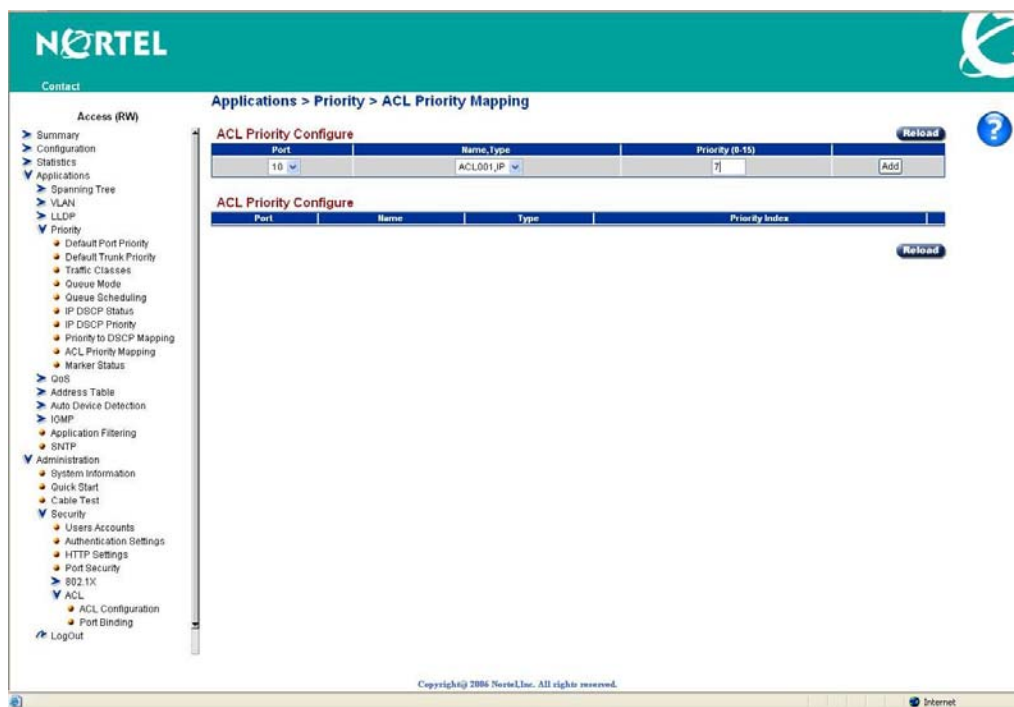 NORTEL
Contact
Access (RW)
Summary
Configuration
Statistics
Applications
Spanning Tree
VLAN
LLDP
Priority
Default Port Priority
Default Trunk Priority
Traffic Classes
Queue Mode
Queue Scheduling
IP DSCP Status
IP DSCP Priority
Priority to DSCP Mapping
ACL Priority Mapping
Marker Status
QoS
Address Table
Auto Device Detection
IGMP
Application Filtering
SNTP
Administration
System Information
Quick Start
Cable Test
Security
Users Accounts
Authentication Settings
HTTP Settings
Port Security
802.1X
ACL
ACL Configuration
Port Binding
LogOut
Applications > Priority > ACL Priority Mapping
ACL Priority Configure
Reload
Port Name,Type Priority (0-15)
10 ACL001,IP 7 Add
ACL Priority Configure
Port Name Type Priority Index
Reload
?
Copyright@ 2006 Nortel,Inc. All rights reserved.
Internet